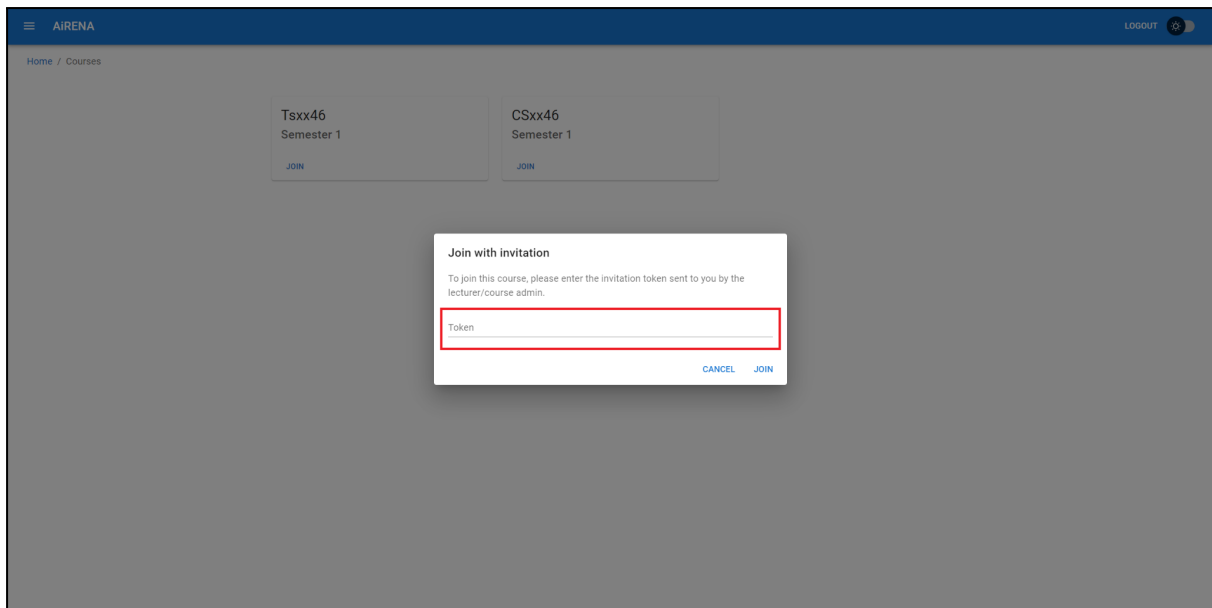 AiRENA
LOGOUT
Home / Courses
Tsxx46
Semester 1
JOIN
CSxx46
Semester 1
JOIN
Join with invitation
To join this course, please enter the invitation token sent to you by the
lecturer/course admin.
Token
CANCEL JOIN